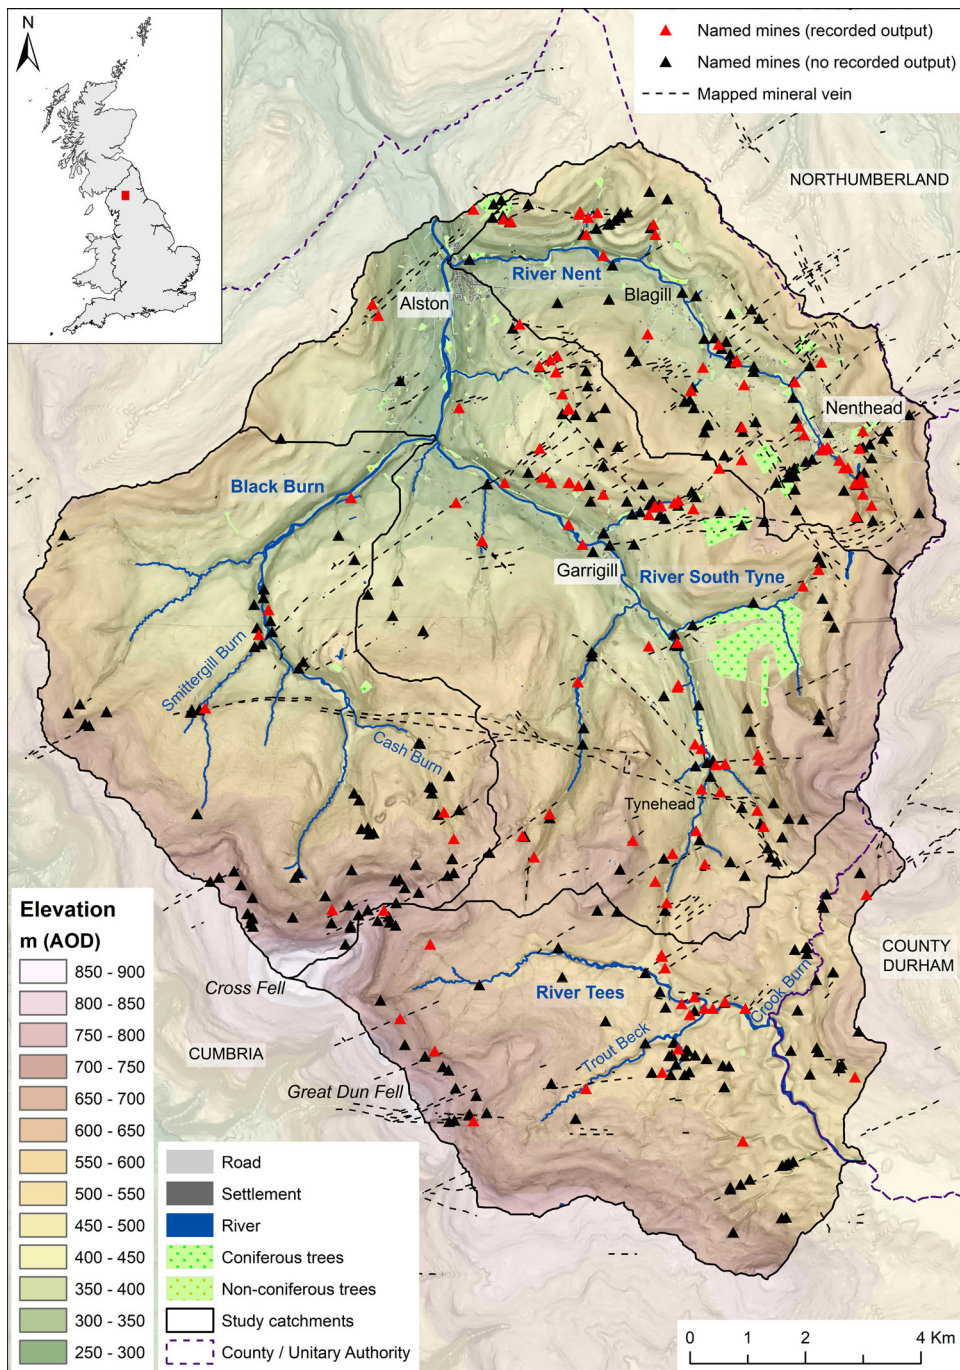 N
Named mines (recorded output)
Named mines (no recorded output)
Mapped mineral vein
NORTHUMBERLAND
River Nent
Alston
Blagill
Nenthead
Black Burn
Garrigill
River South Tyne
Smittergill Burn
Cash Burn
Tynehead
Elevation
m (AOD)
850 - 900
800 - 850
750 - 800
700 - 750
650 - 700
600 - 650
550 - 600
500 - 550
450 - 500
400 - 450
350 - 400
300 - 350
250 - 300
COUNTY
DURHAM
Cross Fell
River Tees
Crook Burn
CUMBRIA
Trout Beck
Great Dun Fell
Road
Settlement
River
Coniferous trees
Non-coniferous trees
Study catchments
County / Unitary Authority
0 2 4 Km